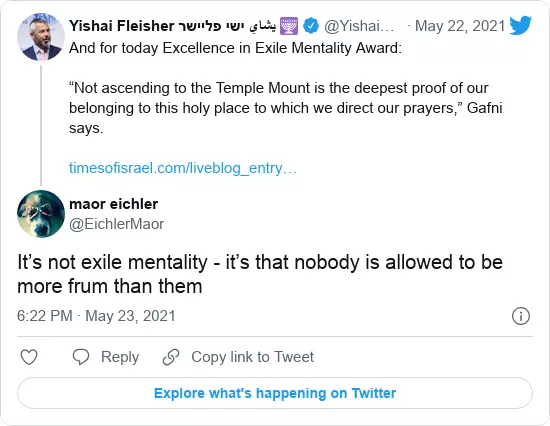 Yishai Fleisher ישי פליישר يشاي @Yishai… · May 22, 2021
And for today Excellence in Exile Mentality Award:
“Not ascending to the Temple Mount is the deepest proof of our
belonging to this holy place to which we direct our prayers,” Gafni
says.
timesofisrael.com/liveblog_entry…
maor eichler
@EichlerMaor
It’s not exile mentality - it’s that nobody is allowed to be
more frum than them
6:22 PM · May 23, 2021
Reply Copy link to Tweet
Explore what's happening on Twitter